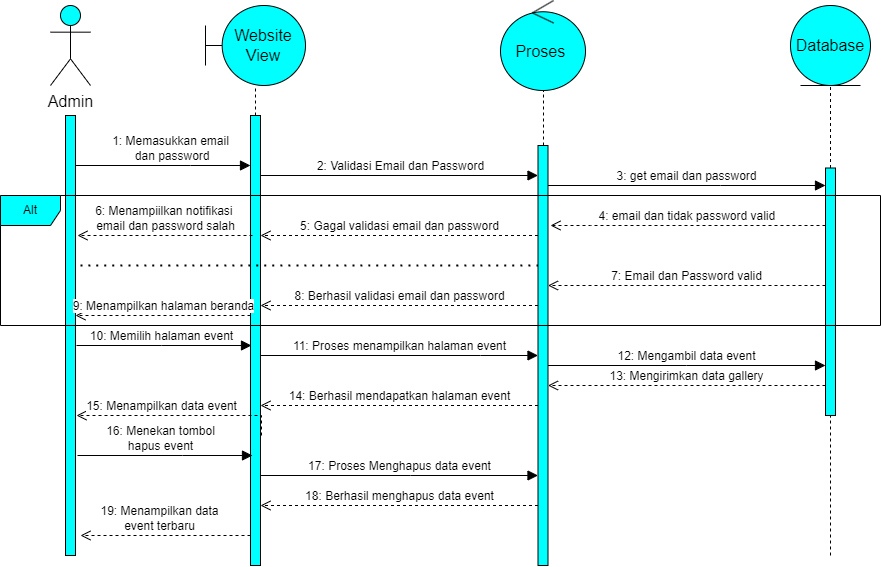 Website
View
Proses
Database
Admin
1: Memasukkan email
dan password
2: Validasi Email dan Password
3: get email dan password
Alt
6: Menampiilkan notifikasi
email dan password salah
5: Gagal validasi email dan password
4: email dan tidak password valid
7: Email dan Password valid
8: Berhasil validasi email dan password
9: Menampilkan halaman beranda
10: Memilih halaman event
11: Proses menampilkan halaman event
12: Mengambil data event
13: Mengirimkan data gallery
14: Berhasil mendapatkan halaman event
15: Menampilkan data event
16: Menekan tombol
hapus event
17: Proses Menghapus data event
18: Berhasil menghapus data event
19: Menampilkan data
event terbaru